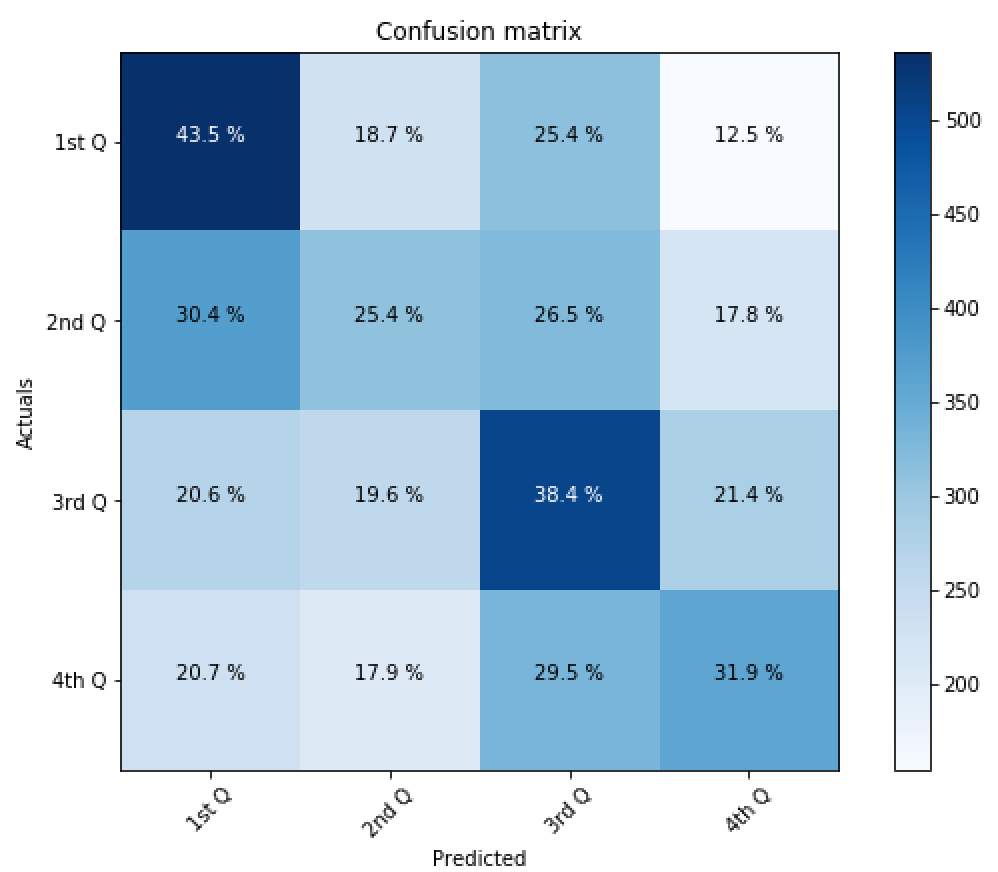 Confusion matrix
1st Q
43.5 %
18.7 %
25.4 %
12.5 %
2nd Q
30.4 %
25.4 %
26.5 %
17.8 %
3rd Q
20.6 %
19.6 %
38.4 %
21.4 %
4th Q
20.7 %
17.9 %
29.5 %
31.9 %
Actuals
1st Q
2nd Q
3rd Q
4th Q
Predicted
500
450
400
350
300
250
200